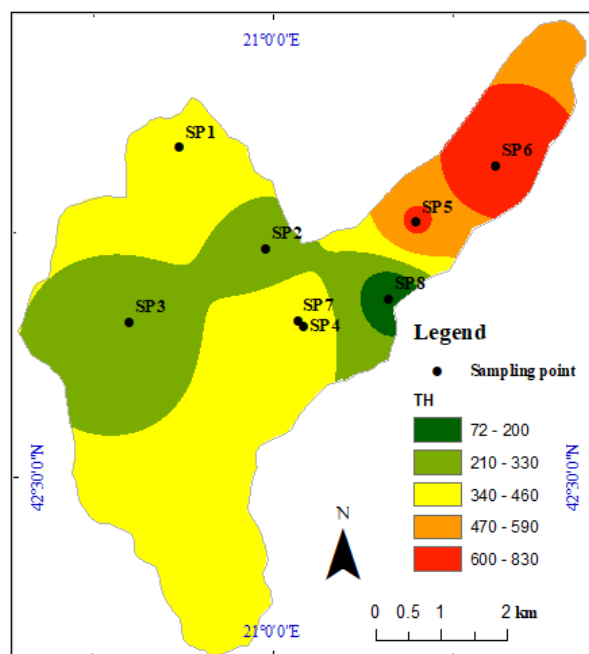 21°0'0"E
SP1
SP6
SP5
SP2
SP8
SP3
SP7
SP4
Legend
Sampling point
TH
72 - 200
210 - 330
340 - 460
470 - 590
600 - 830
42°30'0"N
42°30'0"N
N
0 0.5 1 2 km
21°0'0"E